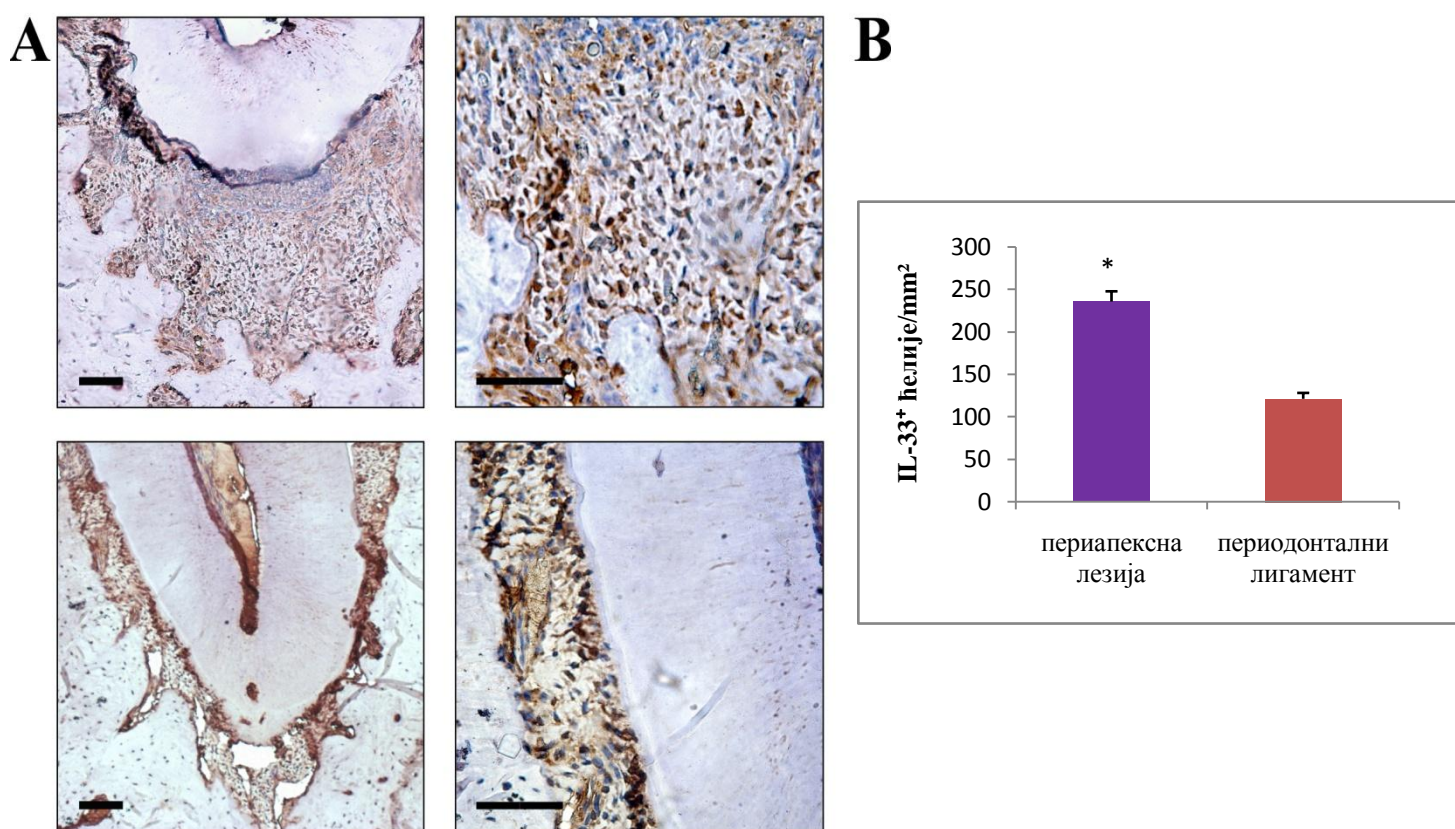 A
B
IL-33⁺ ћелије/mm²
300
250
200
150
100
50
0
*
периапексна
лезија
периодонтални
лигамент